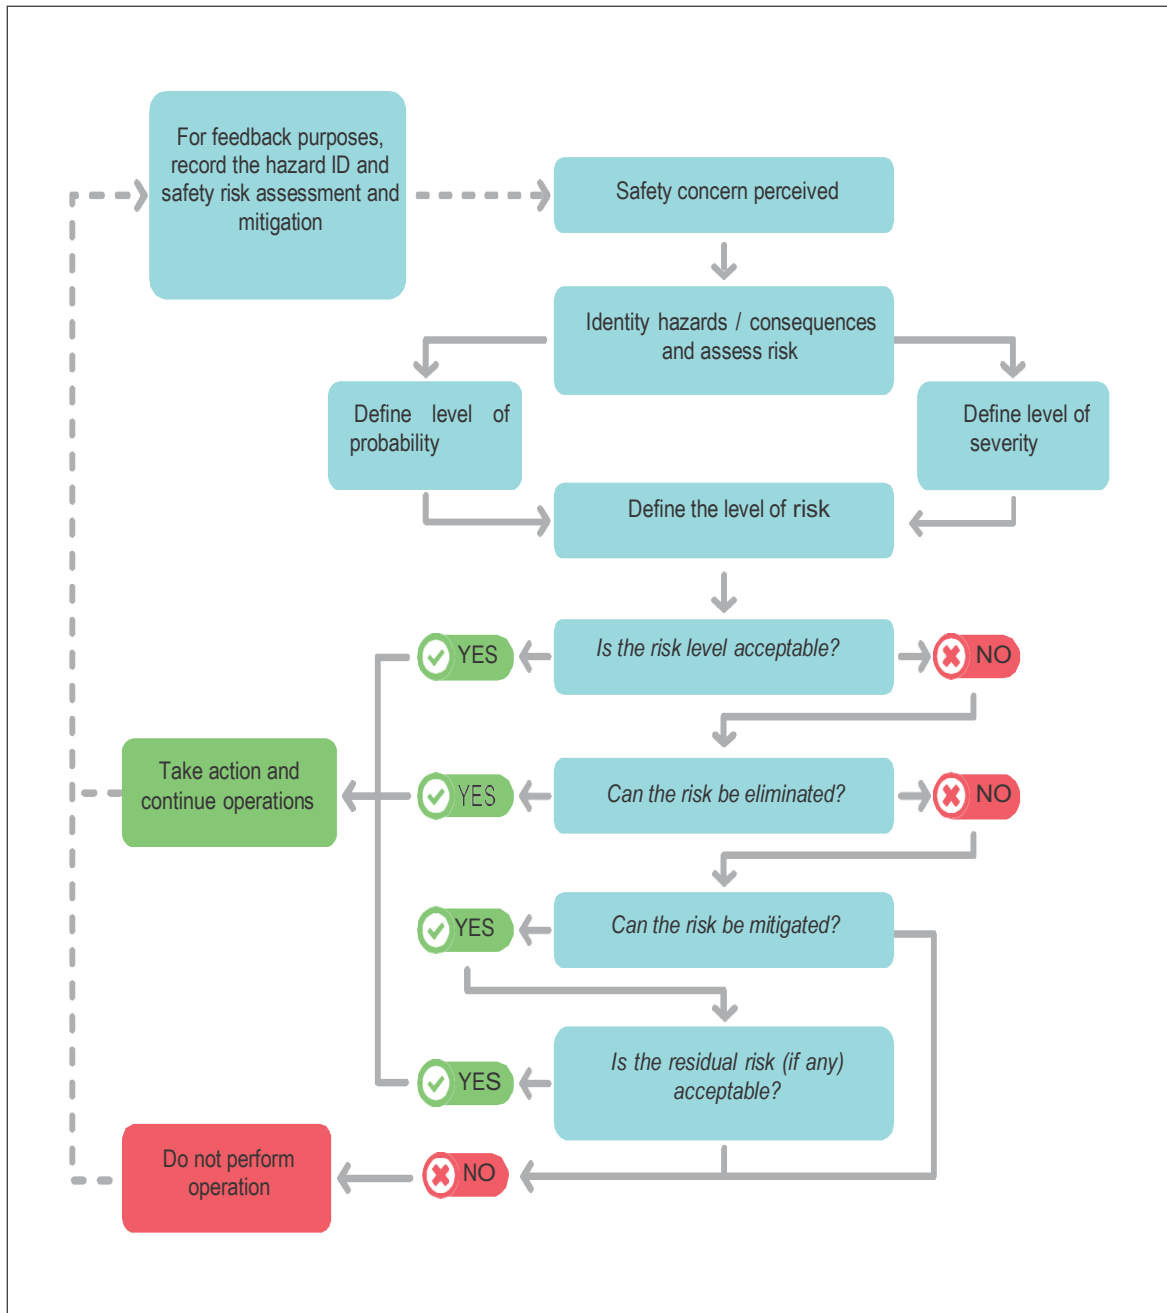 For feedback purposes,
record the hazard ID and
safety risk assessment and
mitigation
Safety concern perceived
Identity hazards / consequences
and assess risk
Define level of
probability
Define level of
severity
Define the level of risk
Is the risk level acceptable?
YES
NO
Take action and
continue operations
YES
Can the risk be eliminated?
NO
YES
Can the risk be mitigated?
YES
Is the residual risk (if any)
acceptable?
Do not perform
operation
NO